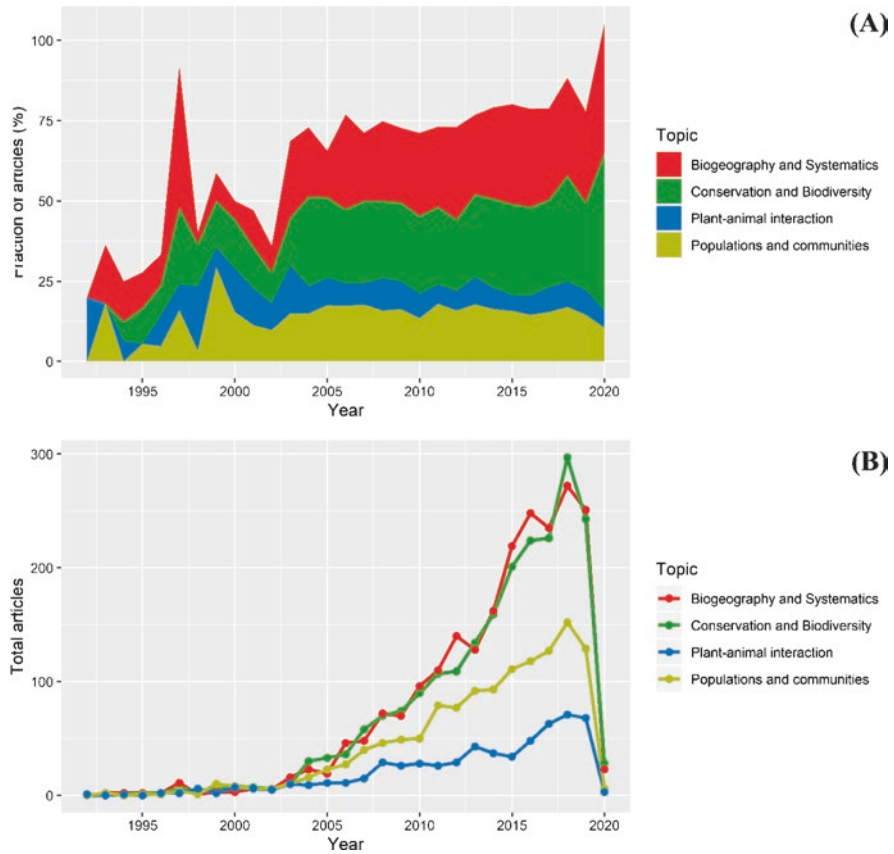 (A)
100
75
50
25
0
Fraction of articles (%)
1995
2000
2005
2010
2015
2020
Year
Topic
Biogeography and Systematics
Conservation and Biodiversity
Plant-animal interaction
Populations and communities
(B)
300
200
100
0
Total articles
1995
2000
2005
2010
2015
2020
Year
Topic
Biogeography and Systematics
Conservation and Biodiversity
Plant-animal interaction
Populations and communities